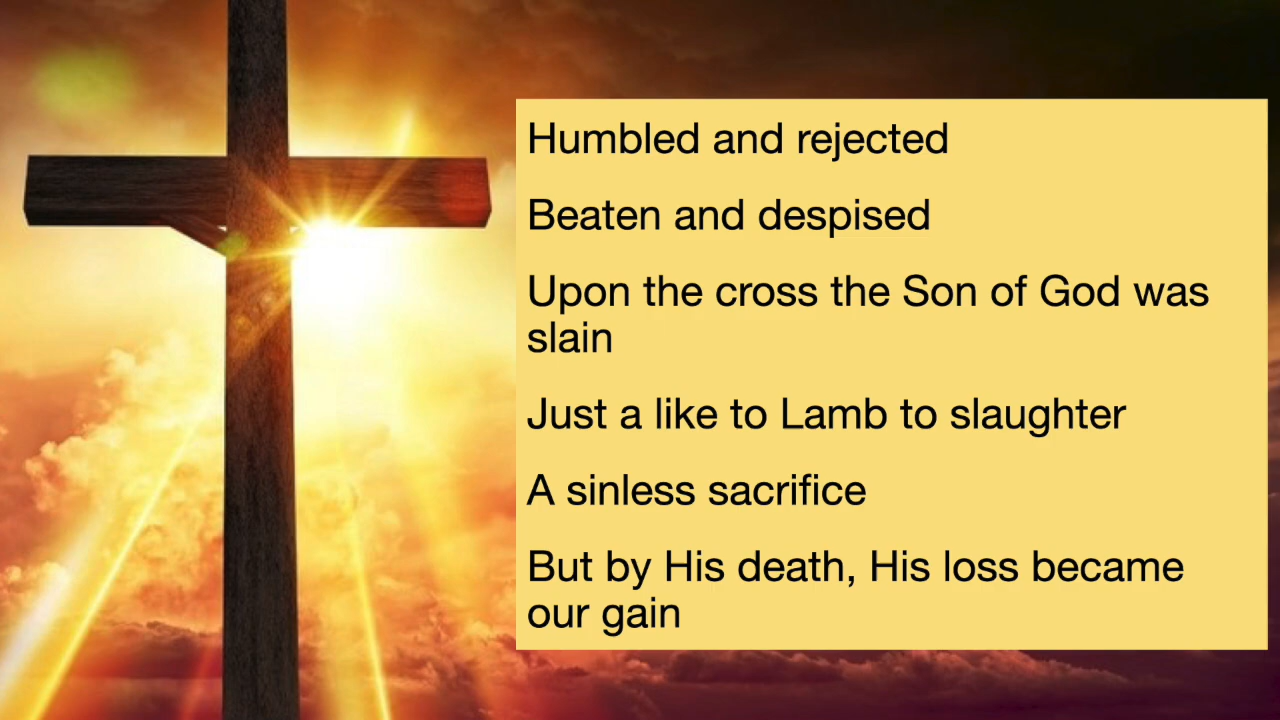 Humbled and rejected
Beaten and despised
Upon the cross the Son of God was
slain
Just a like to Lamb to slaughter
A sinless sacrifice
But by His death, His loss became
our gain